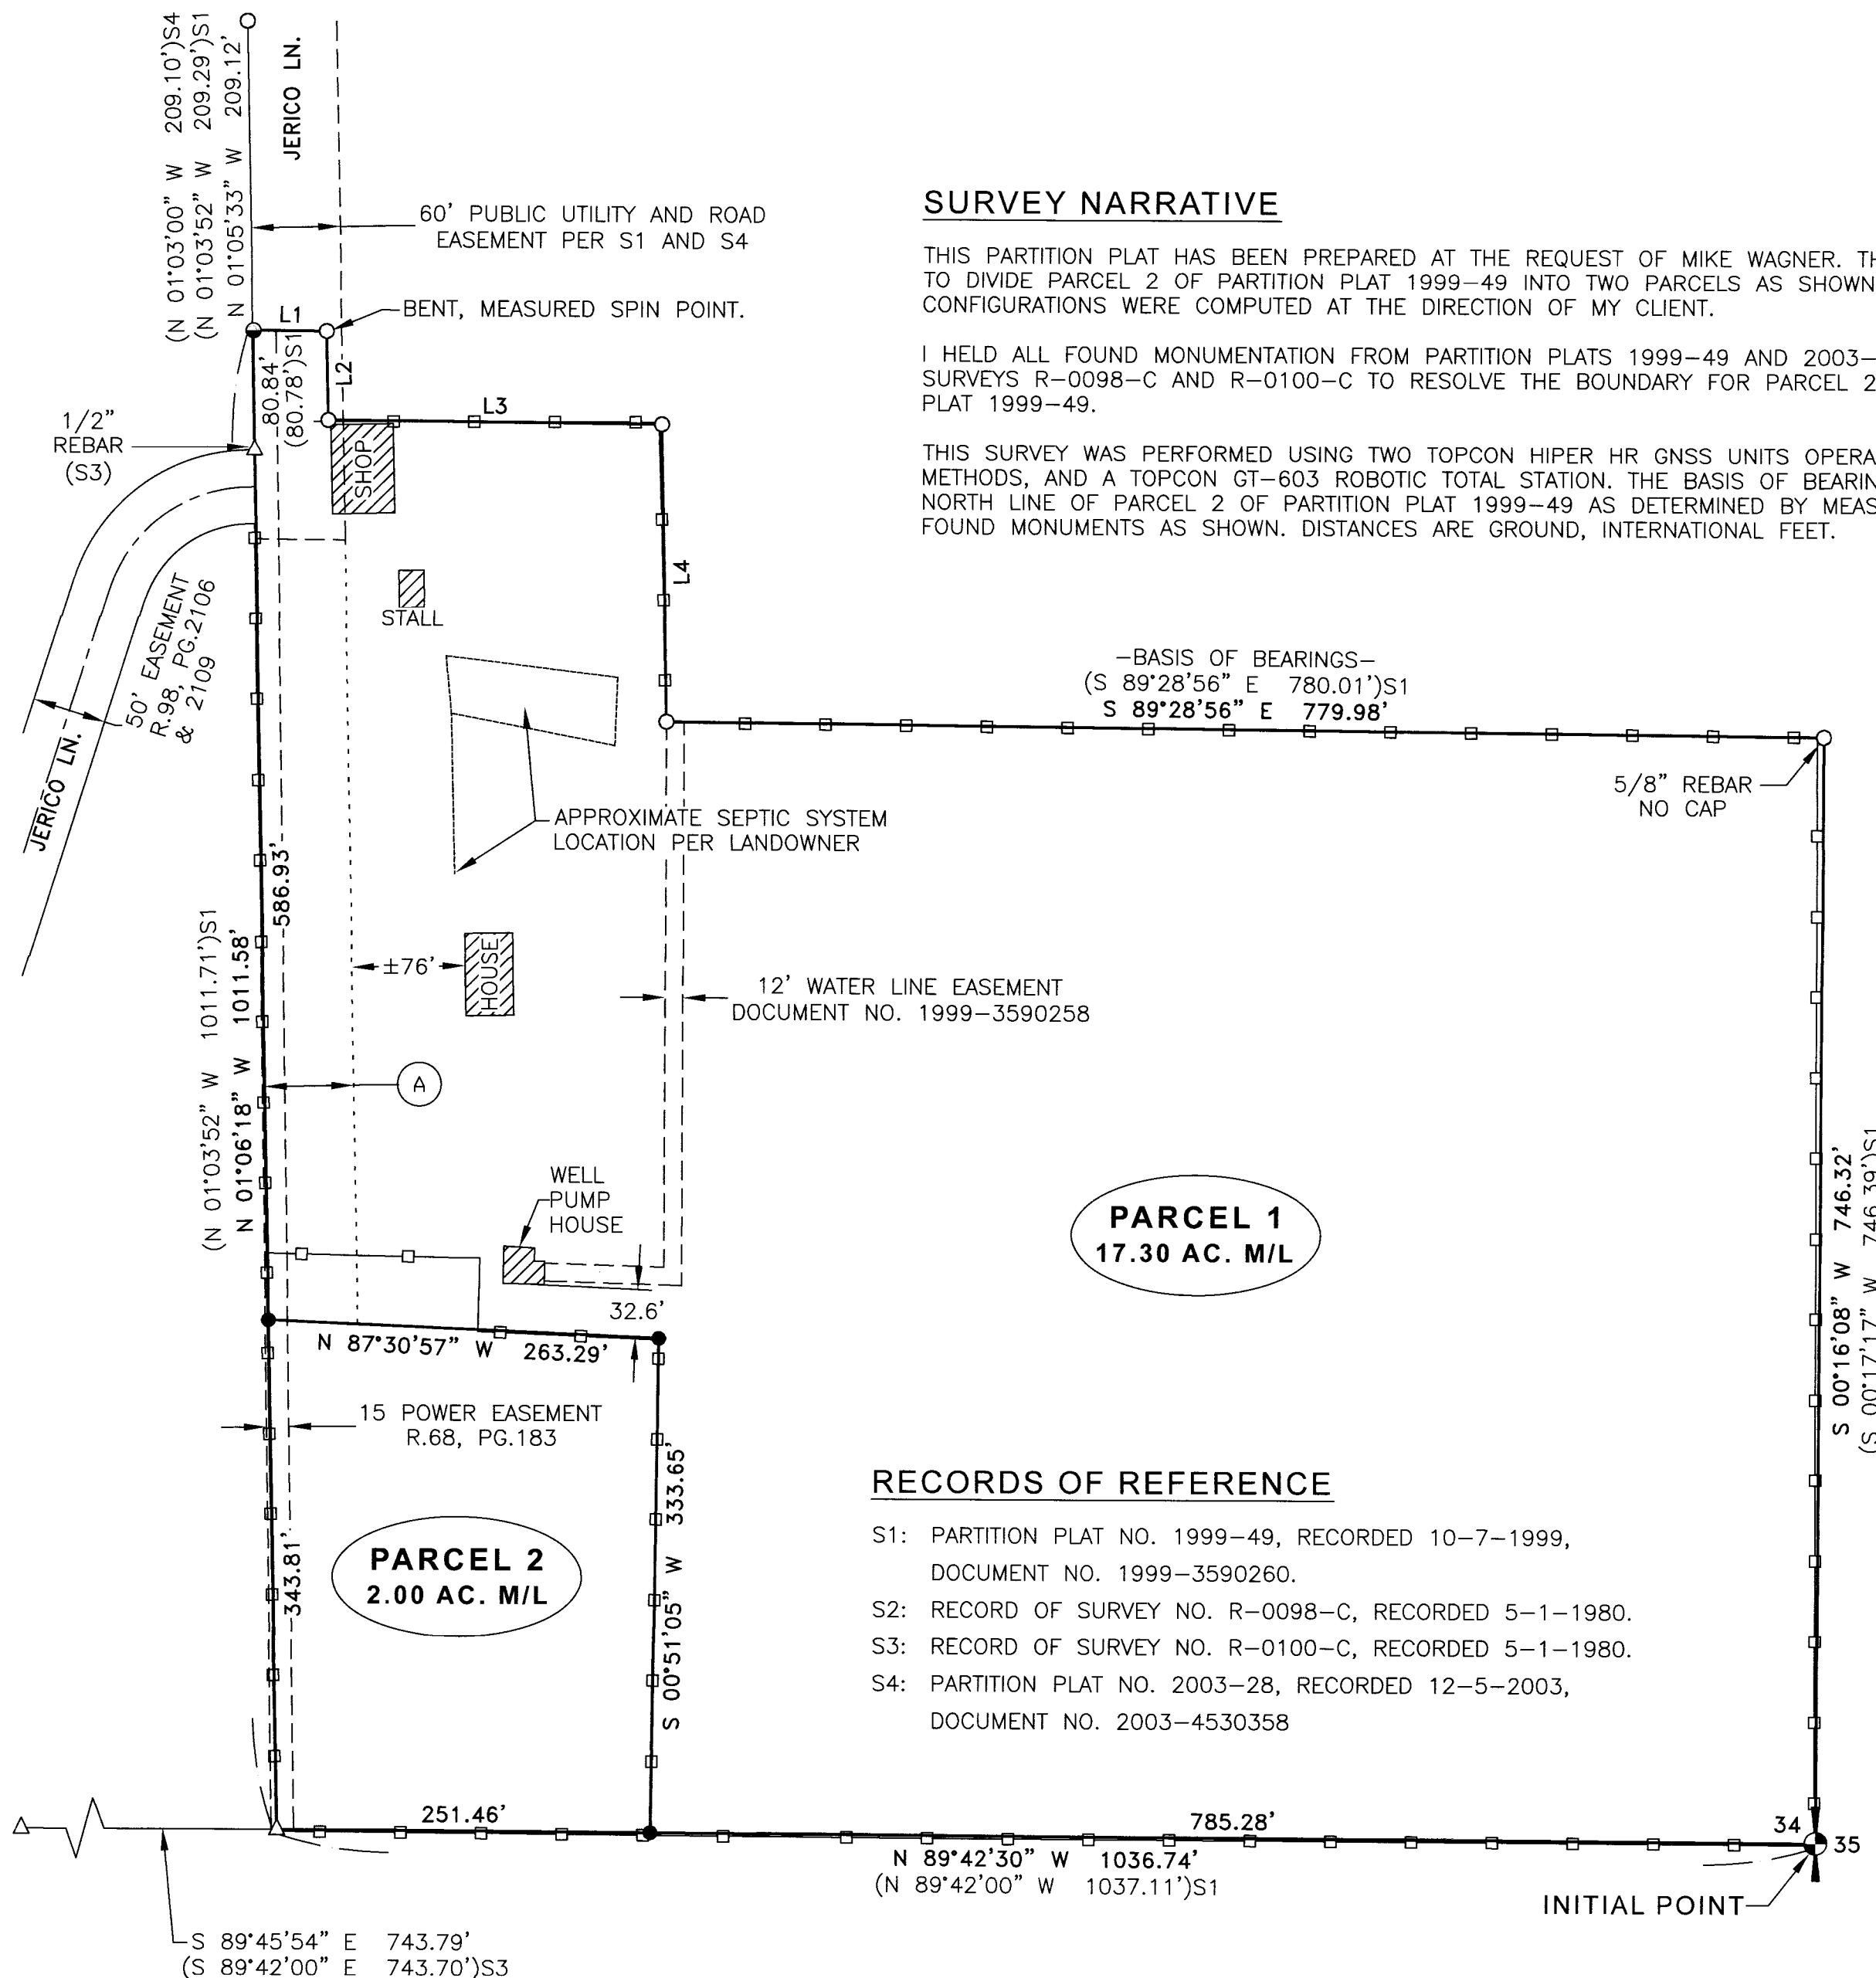 (N 01°03'00" W 209.10')S4
(N 01°03'52" W 209.29')S1
N 01°05'33" W 209.12'
JERICO LN.
60' PUBLIC UTILITY AND ROAD
EASEMENT PER S1 AND S4
L1
BENT, MEASURED SPIN POINT.
80.84'
(80.78')S1
L2
L3
1/2"
REBAR
(S3)
SHOP
STALL
L4
50' EASEMENT
R.98, PG.2106
& 2109
JERICO LN.
SURVEY NARRATIVE
THIS PARTITION PLAT HAS BEEN PREPARED AT THE REQUEST OF MIKE WAGNER.
TO DIVIDE PARCEL 2 OF PARTITION PLAT 1999-49 INTO TWO PARCELS AS SHOWN
CONFIGURATIONS WERE COMPUTED AT THE DIRECTION OF MY CLIENT.
I HELD ALL FOUND MONUMENTATION FROM PARTITION PLATS 1999-49 AND 2003-
SURVEYS R-0098-C AND R-0100-C TO RESOLVE THE BOUNDARY FOR PARCEL 2
PLAT 1999-49.
THIS SURVEY WAS PERFORMED USING TWO TOPCON HIPER HR GNSS UNITS
METHODS, AND A TOPCON GT-603 ROBOTIC TOTAL STATION. THE BASIS OF
NORTH LINE OF PARCEL 2 OF PARTITION PLAT 1999-49 AS DETERMINED BY
FOUND MONUMENTS AS SHOWN. DISTANCES ARE GROUND, INTERNATIONAL FEET.
-BASIS OF BEARINGS-
(S 89°28'56" E 780.01')S1
S 89°28'56" E 779.98'
5/8" REBAR
NO CAP
APPROXIMATE SEPTIC SYSTEM
LOCATION PER LANDOWNER
586.93'
(N 01°03'52" W 1011.71')S1
N 01°06'18" W 1011.58'
±76'
HOUSE
12' WATER LINE EASEMENT
DOCUMENT NO. 1999-3590258
A
WELL
PUMP
HOUSE
32.6'
PARCEL 1
17.30 AC. M/L
S 00°16'08" W 746.32'
(S 00°17'17" W 746.39')S1
N 87°30'57" W 263.29'
15 POWER EASEMENT
R.68, PG.183
343.81'
PARCEL 2
2.00 AC. M/L
S 00°51'05" W 333.65'
RECORDS OF REFERENCE
S1: PARTITION PLAT NO. 1999-49, RECORDED 10-7-1999,
DOCUMENT NO. 1999-3590260.
S2: RECORD OF SURVEY NO. R-0098-C, RECORDED 5-1-1980.
S3: RECORD OF SURVEY NO. R-0100-C, RECORDED 5-1-1980.
S4: PARTITION PLAT NO. 2003-28, RECORDED 12-5-2003,
DOCUMENT NO. 2003-4530358
251.46'
785.28'
34
35
N 89°42'30" W 1036.74'
(N 89°42'00" W 1037.11')S1
INITIAL POINT
S 89°45'54" E 743.79'
(S 89°42'00" E 743.70')S3